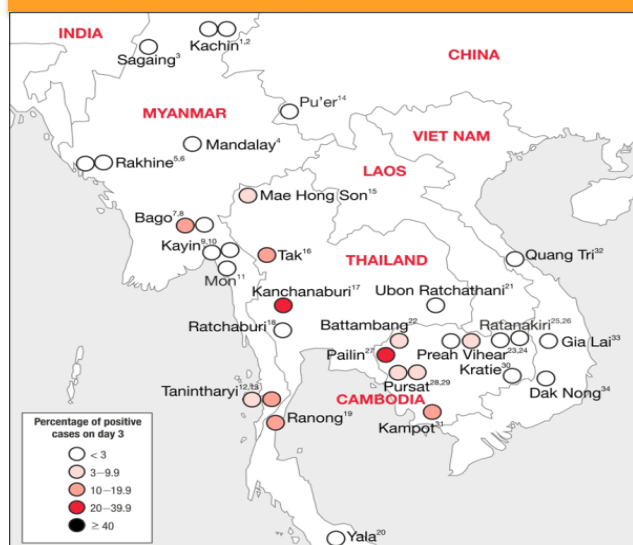 INDIA
Kachin1,2
Sagaing3
CHINA
Pu'er14
MYANMAR
VIET NAM
Mandalay4
Rakhine5,6
LAOS
Mae Hong Son15
Bago7,8
Kayin9,10
Tak16
Quang Tri32
Mon11
THAILAND
Kanchanaburi17
Ubon Ratchathani21
Ratchaburi18
Battambang22
Ratanakiri25,26
Gia Lai33
Pailin27
Preah Vihear23,24
Kratie30
Pursat28,29
Dak Nong34
Tanintharyi12,13
CAMBODIA
Ranong19
Kampot31
Percentage of positive
cases on day 3
< 3
3–9.9
10–19.9
20–39.9
≥ 40
Yala20